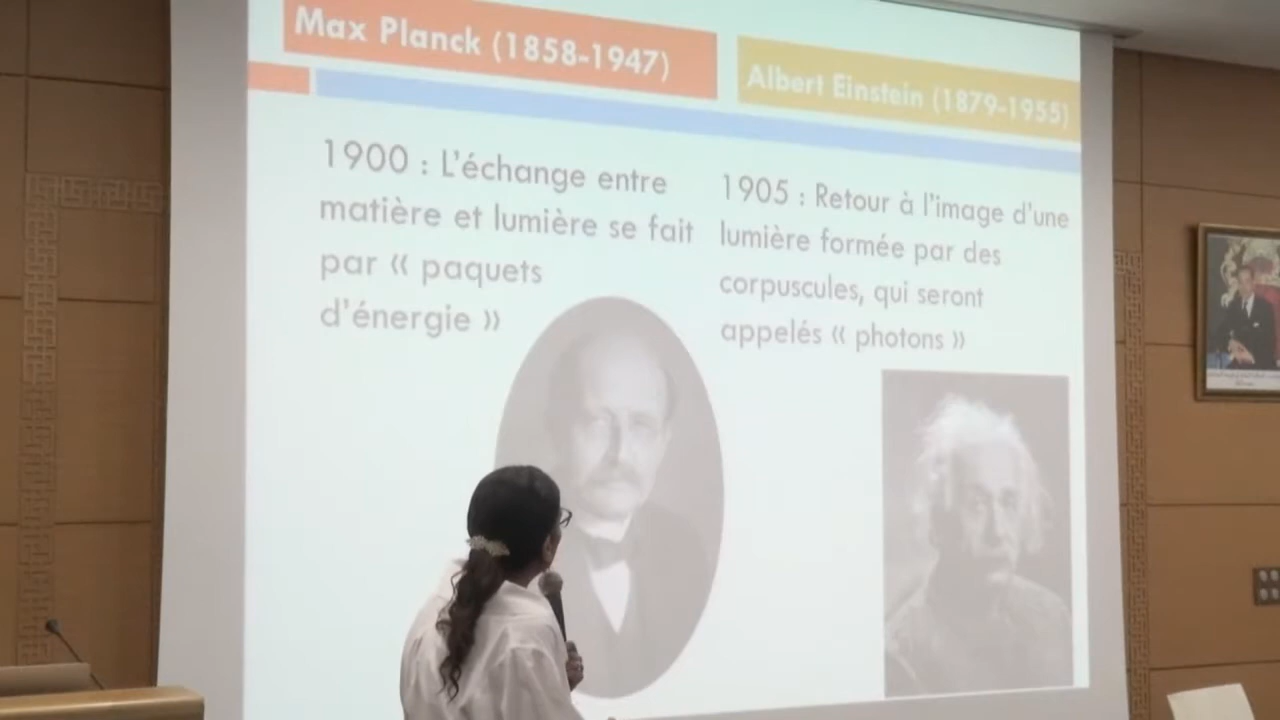 Max Planck (1858-1947)
Albert Einstein (1879-1955)
1900 : L'échange entre
matière et lumière se fait
par « paquets
d'énergie »
1905 : Retour à l'image d'une
lumière formée par des
corpuscules, qui seront
appelés « photons »